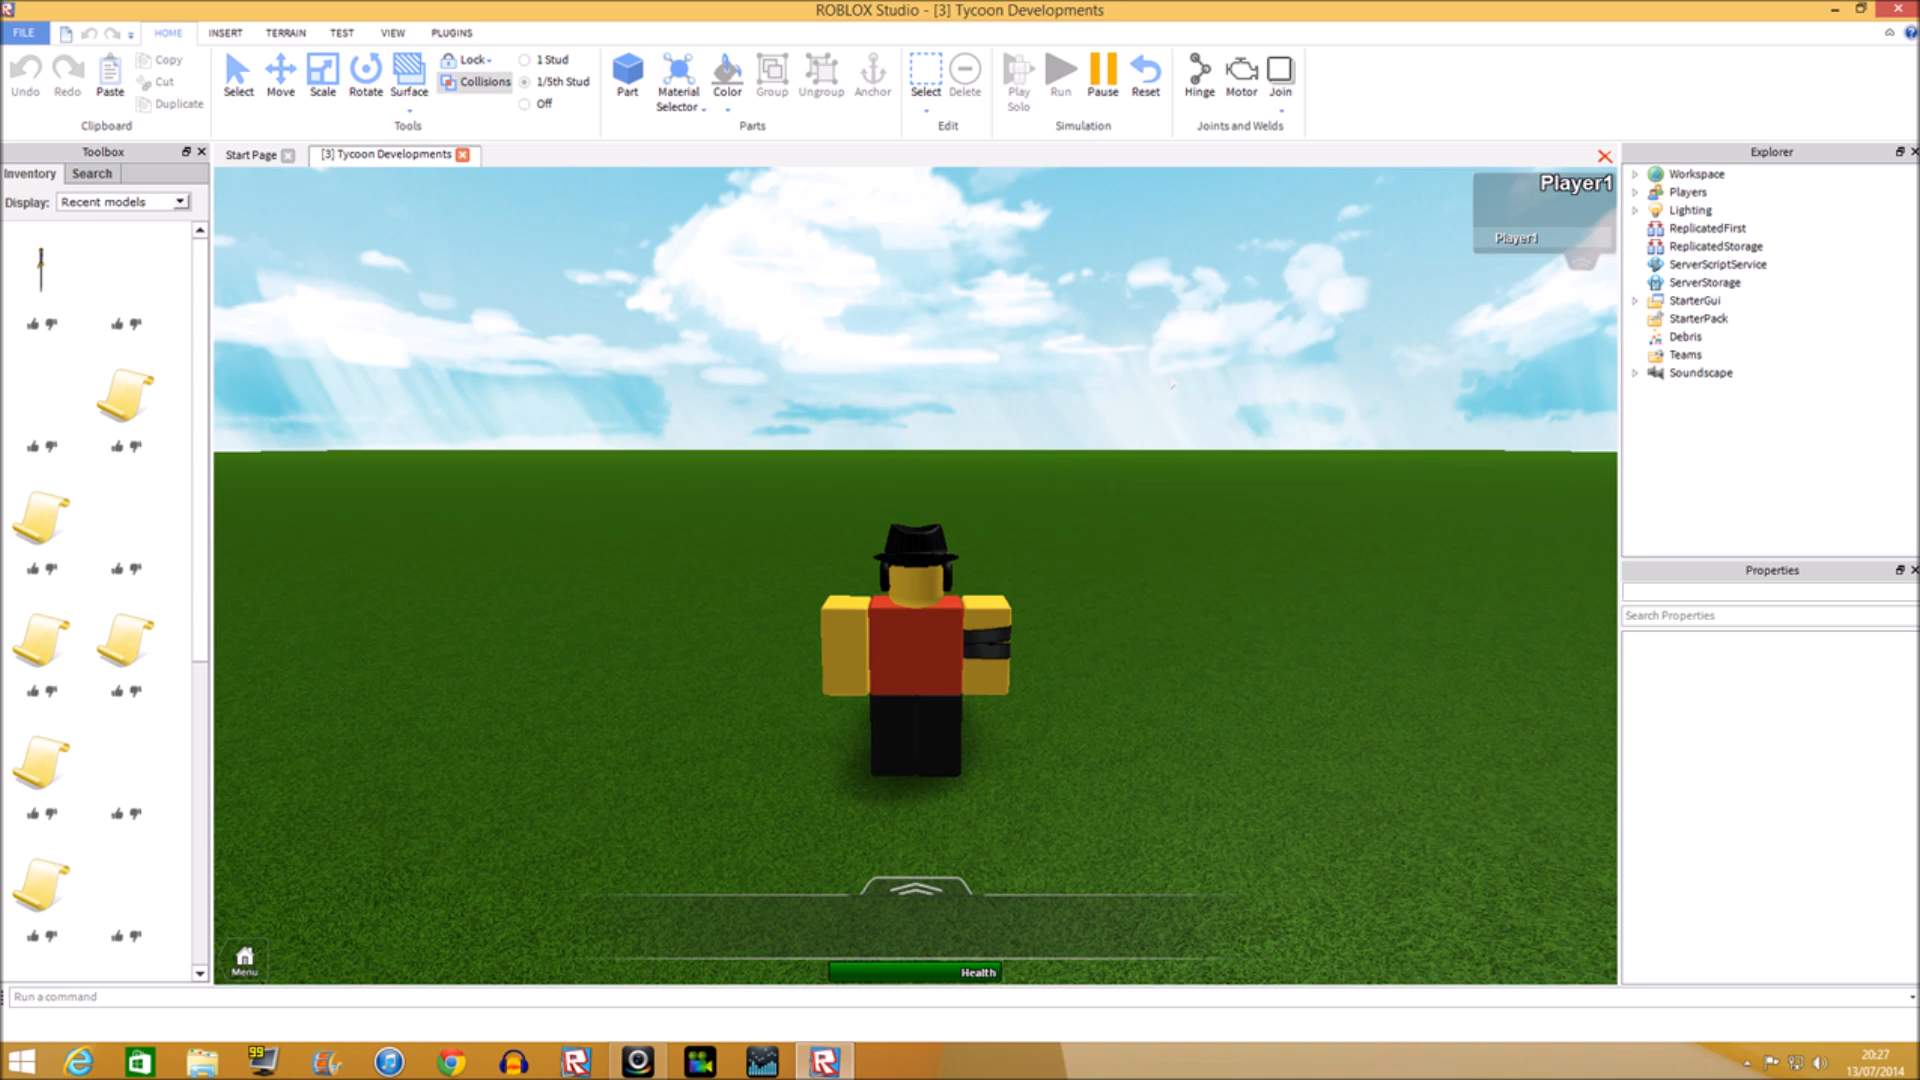 ROBLOX Studio - [3] Tycoon Developments
FILE HOME INSERT TERRAIN TEST VIEW PLUGINS
Undo Redo Paste Copy Cut Duplicate
Clipboard
Select Move Scale Rotate Surface Lock Collisions 1 Stud 1/5th Stud Off
Tools
Part Material Selector Color Group Ungroup Anchor
Parts
Select Delete
Edit
Play Solo Run Pause Reset
Simulation
Hinge Motor Join
Joints and Welds
Toolbox
Inventory Search
Display: Recent models
Start Page [3] Tycoon Developments
Player1
Player1
Menu
Health
Explorer
Workspace
Players
Lighting
ReplicatedFirst
ReplicatedStorage
ServerScriptService
ServerStorage
StarterGui
StarterPack
Debris
Teams
Soundscape
Properties
Search Properties
Run a command
99
20:27
13/07/2014